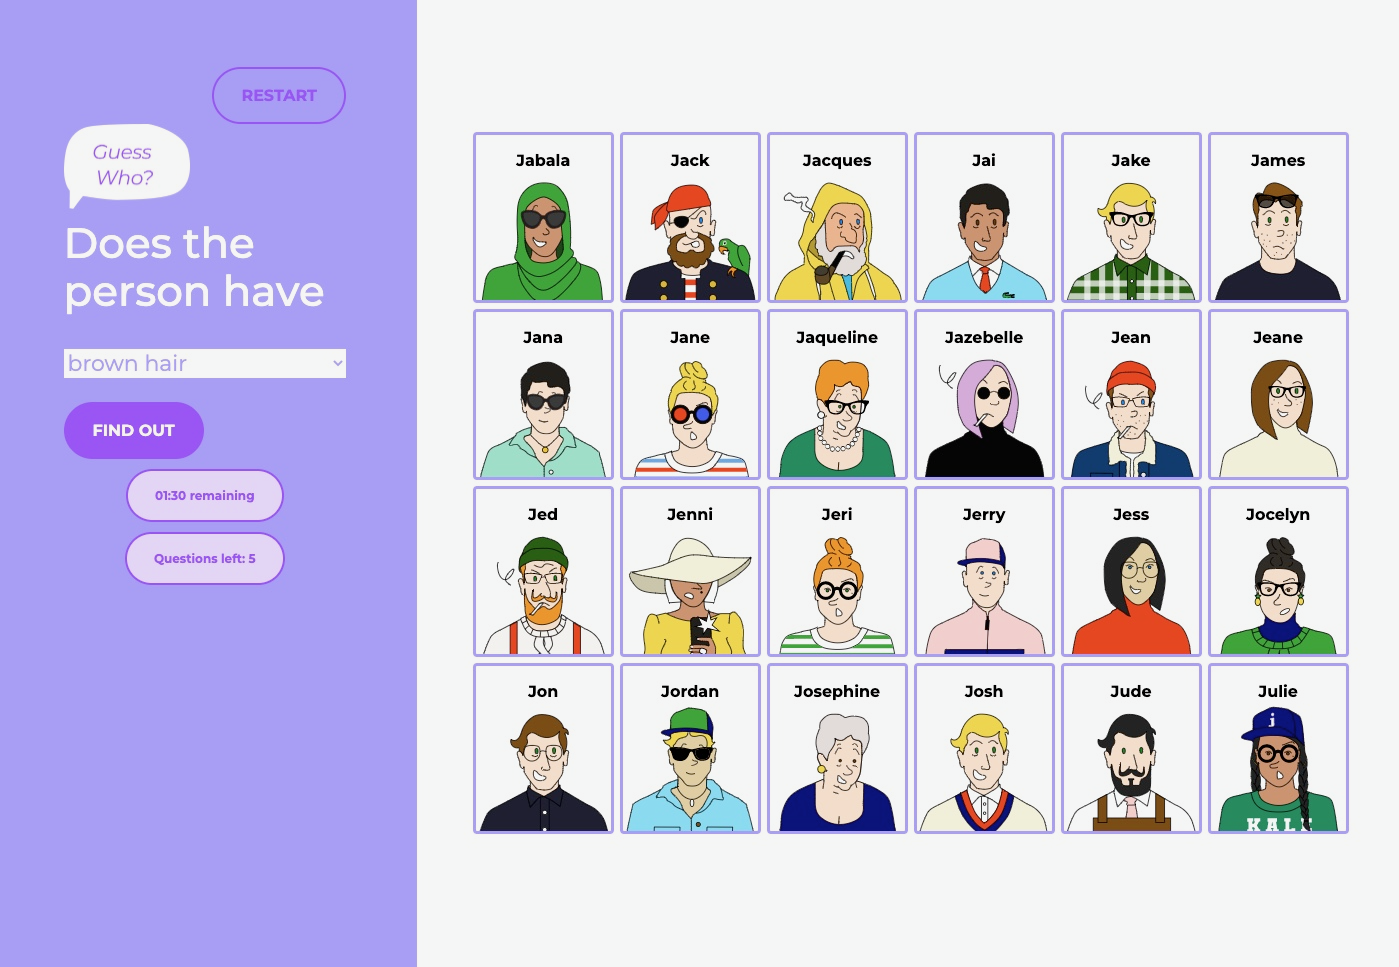 RESTART
Guess
Who?
Does the
person have
brown hair
FIND OUT
01:30 remaining
Questions left: 5
Jabala
Jack
Jacques
Jai
Jake
James
Jana
Jane
Jaqueline
Jazebelle
Jean
Jeane
Jed
Jenni
Jeri
Jerry
Jess
Jocelyn
Jon
Jordan
Josephine
Josh
Jude
Julie
j
KAL